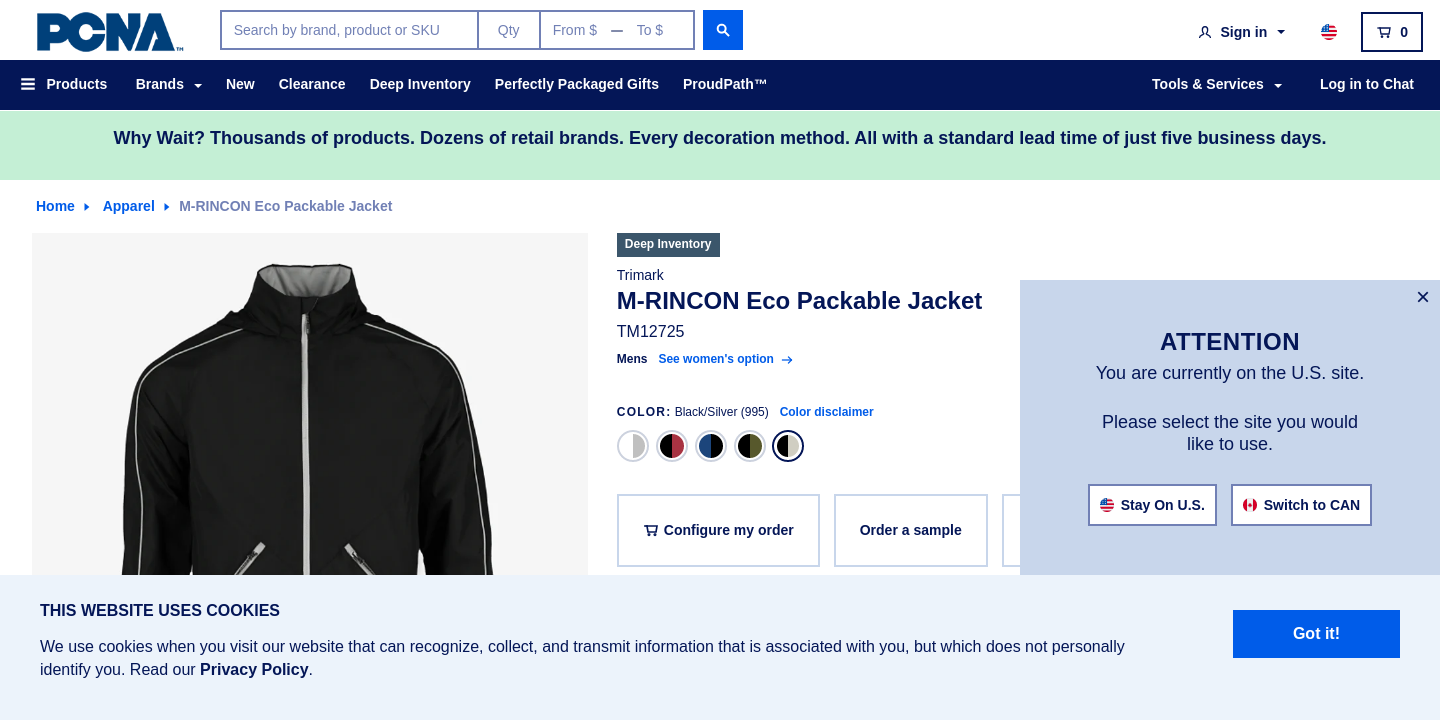 PCNA™
Search by brand, product or SKU
Qty
From $ — To $
Sign in
0
Products
Brands
New
Clearance
Deep Inventory
Perfectly Packaged Gifts
ProudPath™
Tools & Services
Log in to Chat
Why Wait? Thousands of products. Dozens of retail brands. Every decoration method. All with a standard lead time of just five business days.
Home
Apparel
M-RINCON Eco Packable Jacket
Deep Inventory
Trimark
M-RINCON Eco Packable Jacket
TM12725
Mens See women's option →
COLOR: Black/Silver (995) Color disclaimer
Configure my order
Order a sample
×
ATTENTION
You are currently on the U.S. site.
Please select the site you would
like to use.
Stay On U.S.
Switch to CAN
THIS WEBSITE USES COOKIES
We use cookies when you visit our website that can recognize, collect, and transmit information that is associated with you, but which does not personally
identify you. Read our Privacy Policy.
Got it!